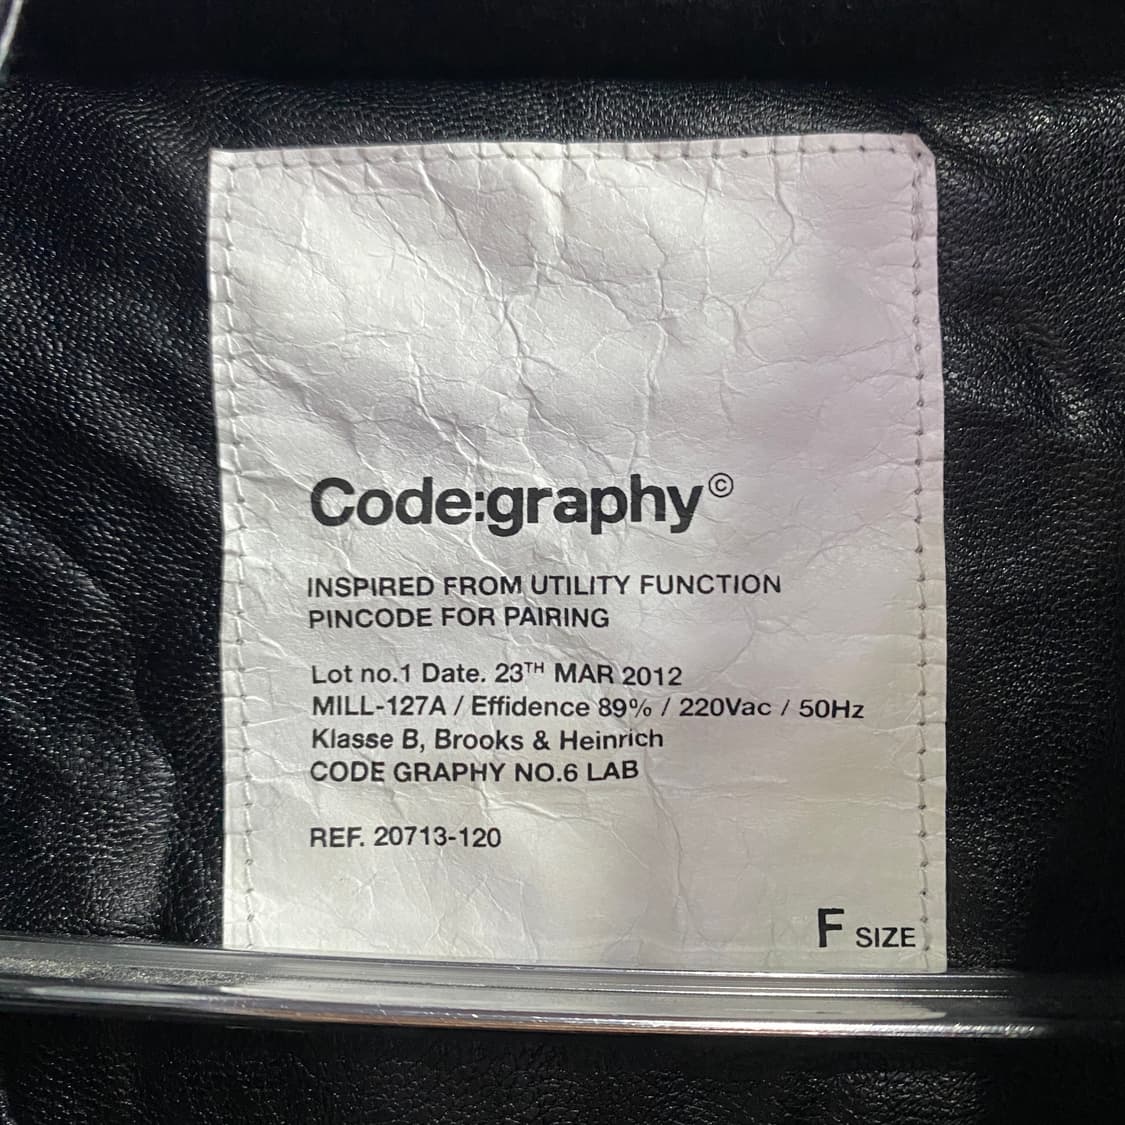 Code:graphy©
INSPIRED FROM UTILITY FUNCTION
PINCODE FOR PAIRING
Lot no.1 Date. 23TH MAR 2012
MILL-127A / Effidence 89% / 220Vac / 50Hz
Klasse B, Brooks & Heinrich
CODE GRAPHY NO.6 LAB
REF. 20713-120
F SIZE